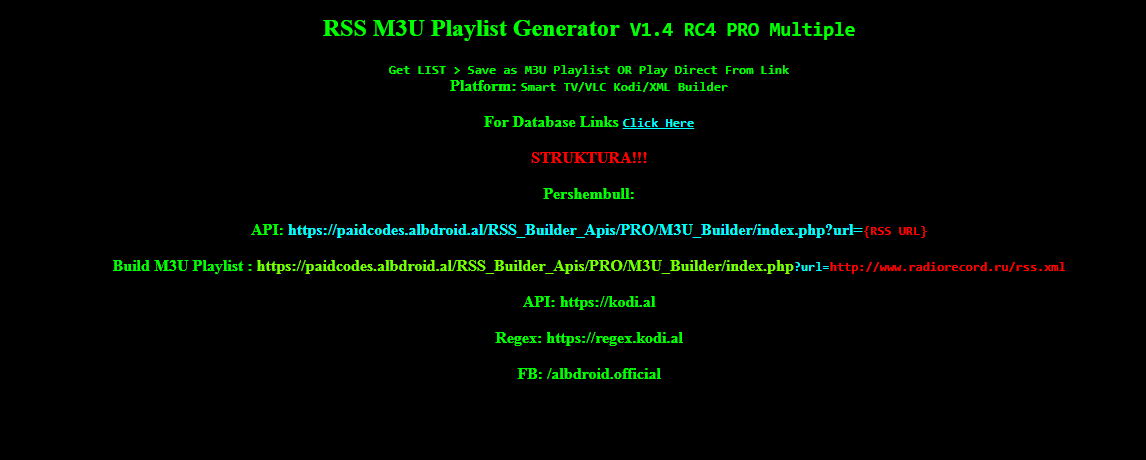 RSS M3U Playlist Generator V1.4 RC4 PRO Multiple
Get LIST > Save as M3U Playlist OR Play Direct From Link
Platform: Smart TV/VLC Kodi/XML Builder
For Database Links Click Here
STRUKTURA!!!
Pershembull:
API: https://paidcodes.albdroid.al/RSS_Builder_Apis/PRO/M3U_Builder/index.php?url={RSS URL}
Build M3U Playlist : https://paidcodes.albdroid.al/RSS_Builder_Apis/PRO/M3U_Builder/index.php?url=http://www.radiorecord.ru/rss.xml
API: https://kodi.al
Regex: https://regex.kodi.al
FB: /albdroid.official